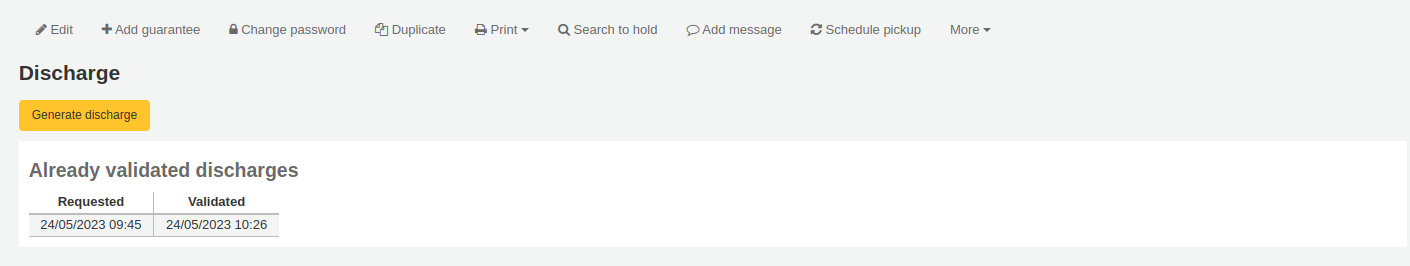 Edit Add guarantee Change password Duplicate Print Search to hold Add message Schedule pickup More
Discharge
Generate discharge
Already validated discharges
Requested Validated
24/05/2023 09:45 24/05/2023 10:26